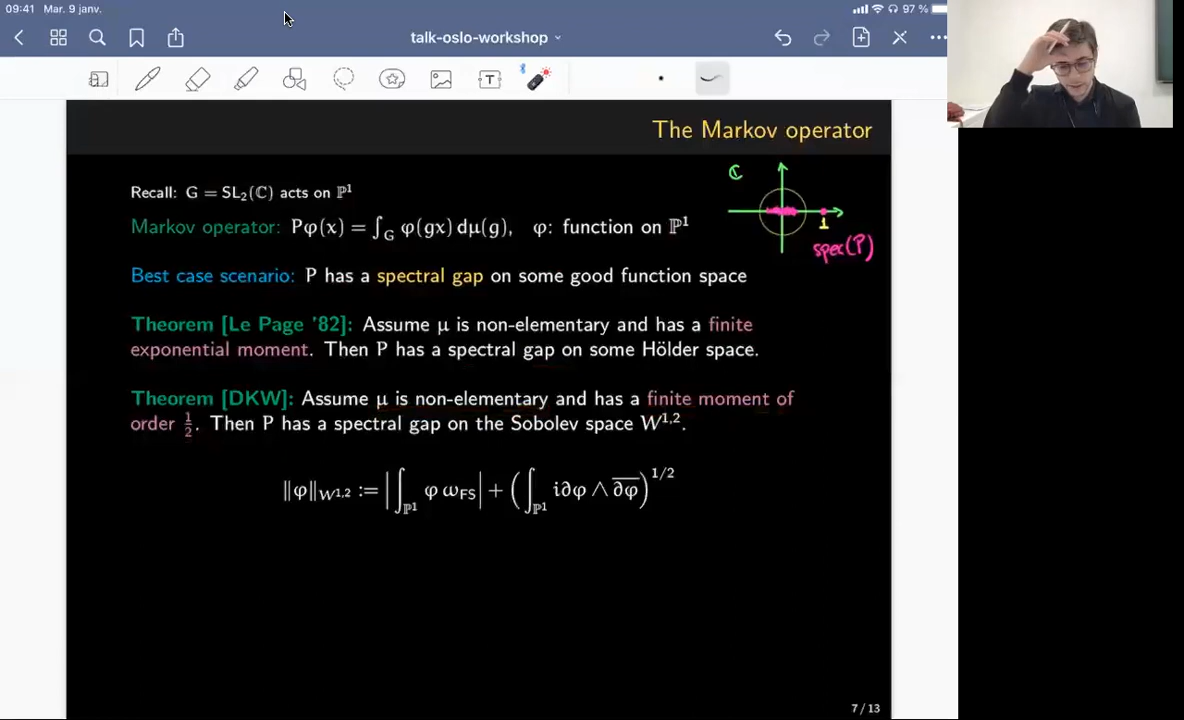 09:41 Mar. 9 janv.
97 %
talk-oslo-workshop
T
The Markov operator
Recall: G = SL₂(ℂ) acts on ℙ¹
Markov operator: Pφ(x) = ∫_G φ(gx) dμ(g), φ: function on ℙ¹
ℂ
1
spec(P)
Best case scenario: P has a spectral gap on some good function space
Theorem [Le Page '82]: Assume μ is non-elementary and has a finite
exponential moment. Then P has a spectral gap on some Hölder space.
Theorem [DKW]: Assume μ is non-elementary and has a finite moment of
order 1/2. Then P has a spectral gap on the Sobolev space W^{1,2}.
‖φ‖_{W^{1,2}} := |∫_{ℙ¹} φ ω_FS| + (∫_{ℙ¹} i∂φ ∧ \overline{∂φ})^{1/2}
7 / 13